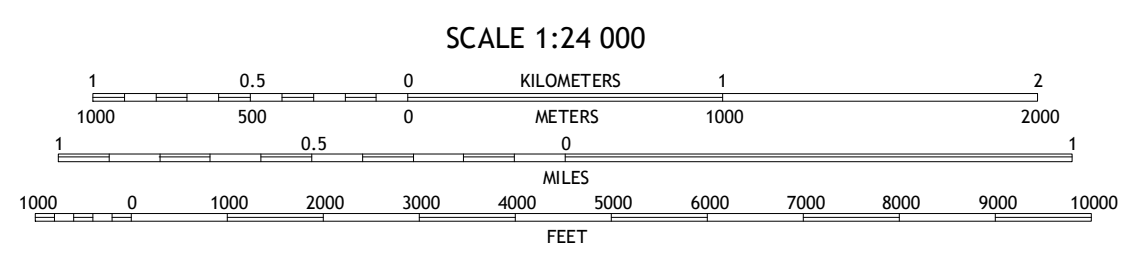 SCALE 1:24 000
1 0.5 0 KILOMETERS 1 2
1000 500 0 METERS 1000 2000
1 0.5 0 1
MILES
1000 0 1000 2000 3000 4000 5000 6000 7000 8000 9000 10000
FEET